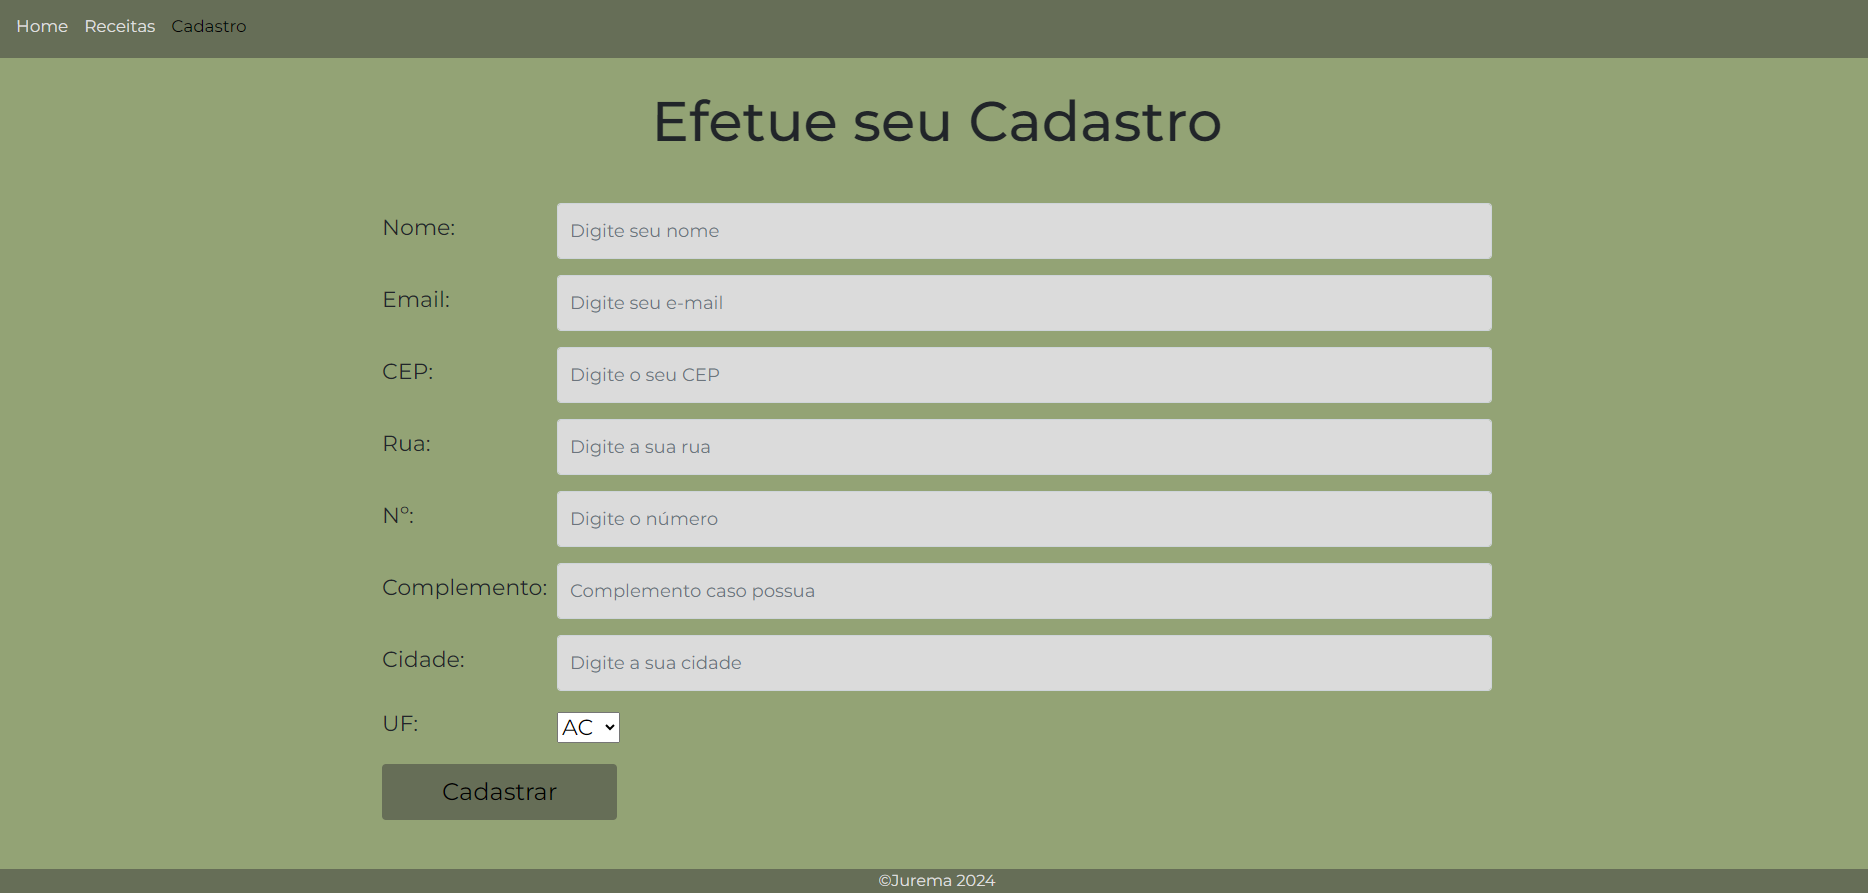 Home Receitas Cadastro
Efetue seu Cadastro
Nome: Digite seu nome
Email: Digite seu e-mail
CEP: Digite o seu CEP
Rua: Digite a sua rua
Nº: Digite o número
Complemento: Complemento caso possua
Cidade: Digite a sua cidade
UF: AC
Cadastrar
©Jurema 2024